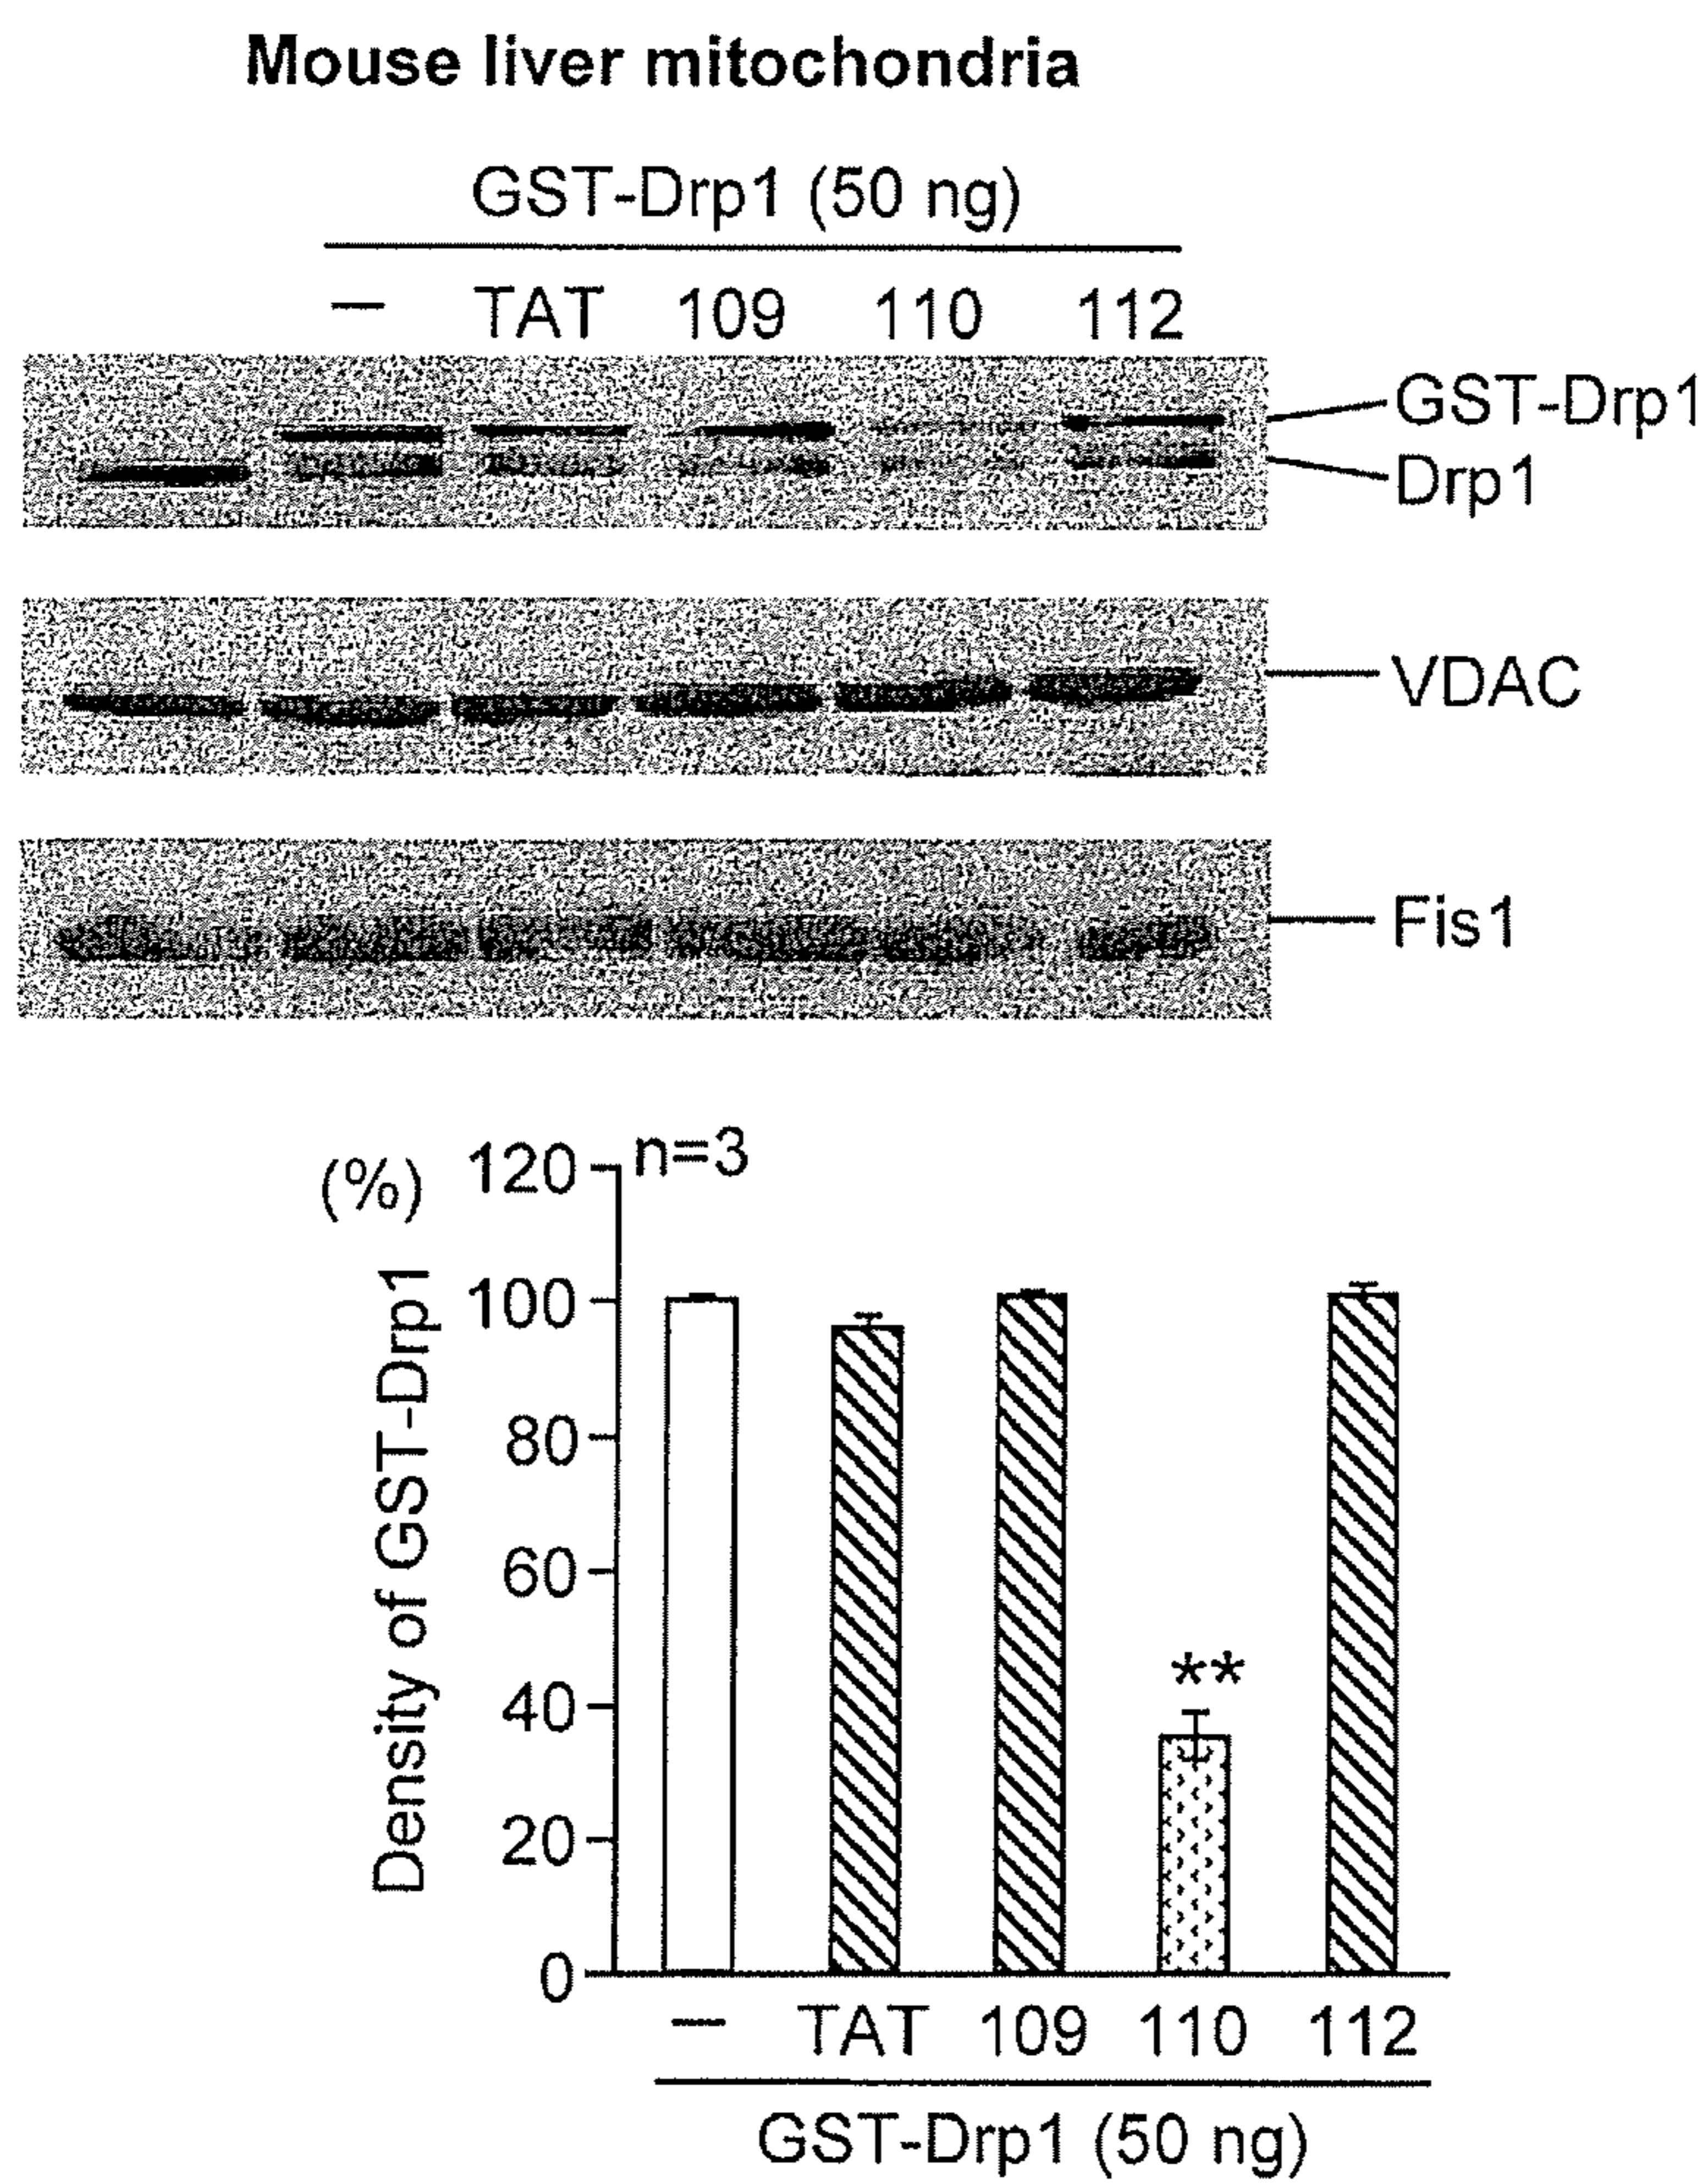 Mouse liver mitochondria
GST-Drp1 (50 ng)
— TAT 109 110 112
GST-Drp1
Drp1
VDAC
Fis1
(%)
n=3
120
100
80
60
40
20
0
Density of GST-Drp1
**
— TAT 109 110 112
GST-Drp1 (50 ng)